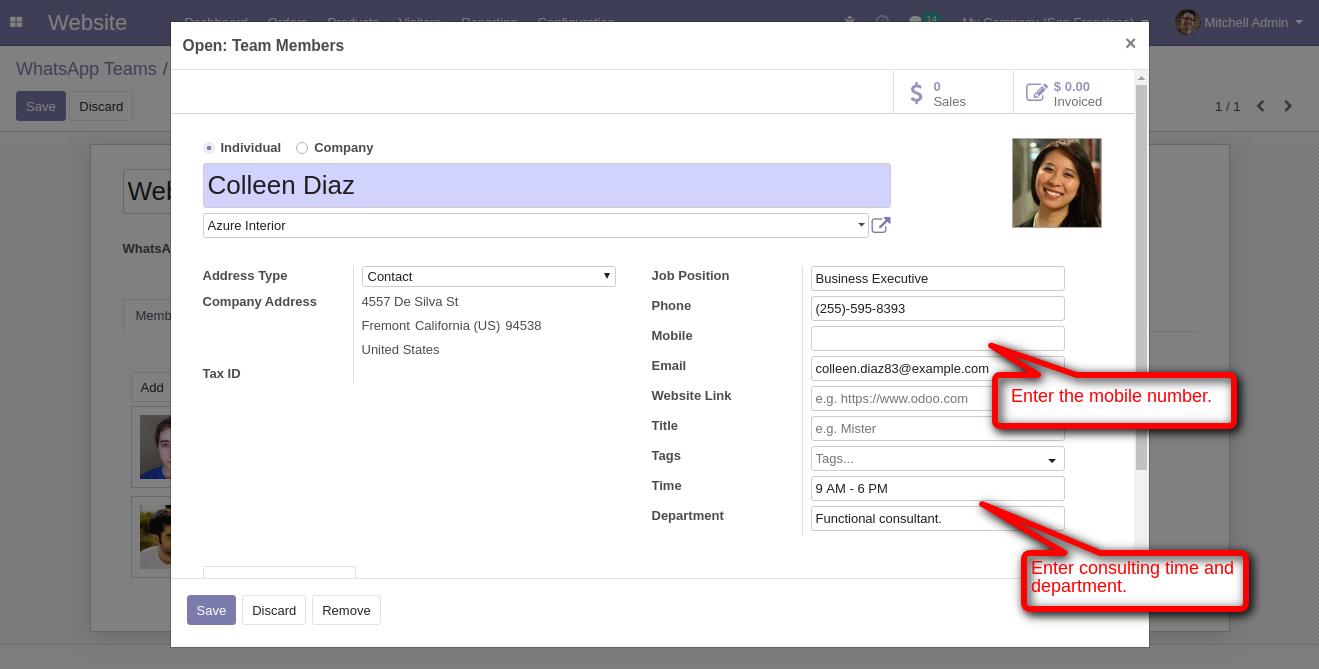 Website
Dashboard Orders Products Visitors Reporting Configuration
14
My Company (San Francisco)
Mitchell Admin
WhatsApp Teams /
Save Discard
1 / 1
Open: Team Members
×
0
Sales
$ 0.00
Invoiced
Individual Company
Colleen Diaz
Azure Interior
Address Type Contact
Company Address 4557 De Silva St
Fremont California (US) 94538
United States
Tax ID
Job Position Business Executive
Phone (255)-595-8393
Mobile
Email colleen.diaz83@example.com
Website Link e.g. https://www.odoo.com
Title e.g. Mister
Tags Tags...
Time 9 AM - 6 PM
Department Functional consultant.
Enter the mobile number.
Enter consulting time and
department.
Save Discard Remove
Web
WhatsA
Memb
Add